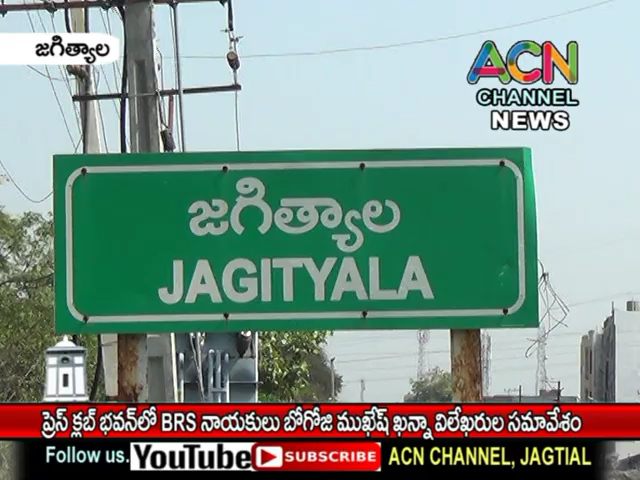 జగిత్యాల
ACN
CHANNEL
NEWS
జగిత్యాల
JAGITYALA
ప్రెస్ క్లబ్ భవన్‌లో BRS నాయకులు బోగోజి ముఖేష్ ఖన్నా విలేఖరుల సమావేశం
Follow us. YouTube SUBSCRIBE ACN CHANNEL, JAGTIAL